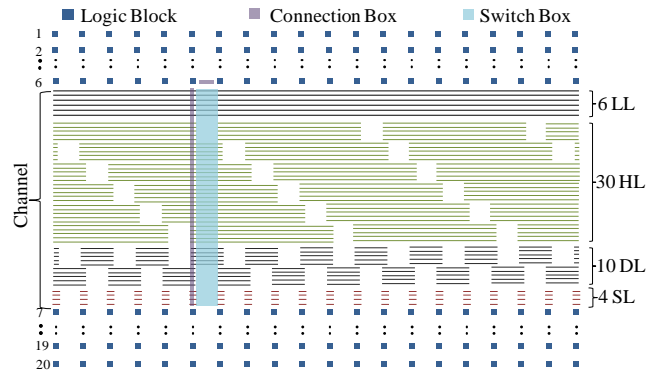 Logic Block Connection Box Switch Box
1
2
6
6 LL
30 HL
Channel
10 DL
4 SL
7
19
20